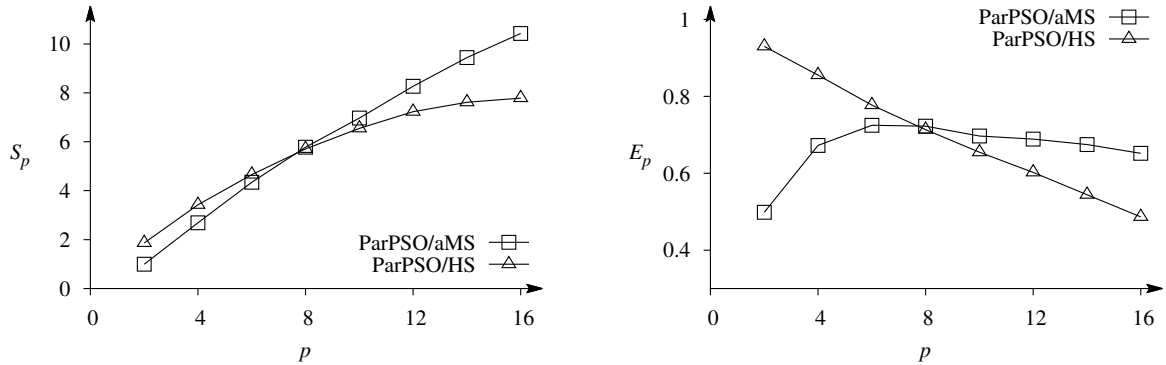 10
8
6
4
2
0
S_p
ParPSO/aMS
ParPSO/HS
0 4 8 12 16
p
ParPSO/aMS
ParPSO/HS
1
0.8
0.6
0.4
E_p
0 4 8 12 16
p